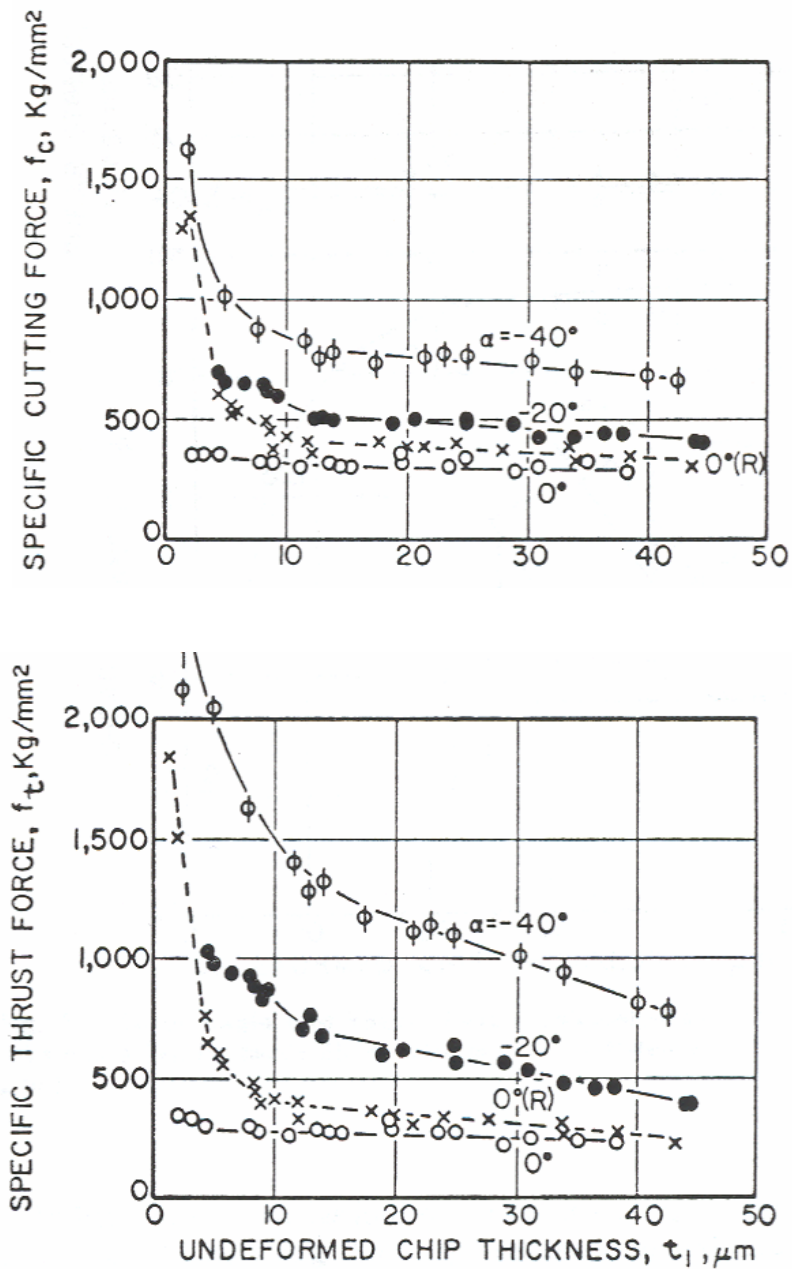 SPECIFIC CUTTING FORCE, fc, Kg/mm2
2,000
1,500
1,000
500
0
α=-40°
-20°
0°(R)
0°
0 10 20 30 40 50
SPECIFIC THRUST FORCE, ft, Kg/mm2
2,000
1,500
1,000
500
0
α=-40°
-20°
0°(R)
0°
0 10 20 30 40 50
UNDEFORMED CHIP THICKNESS, t1, μm